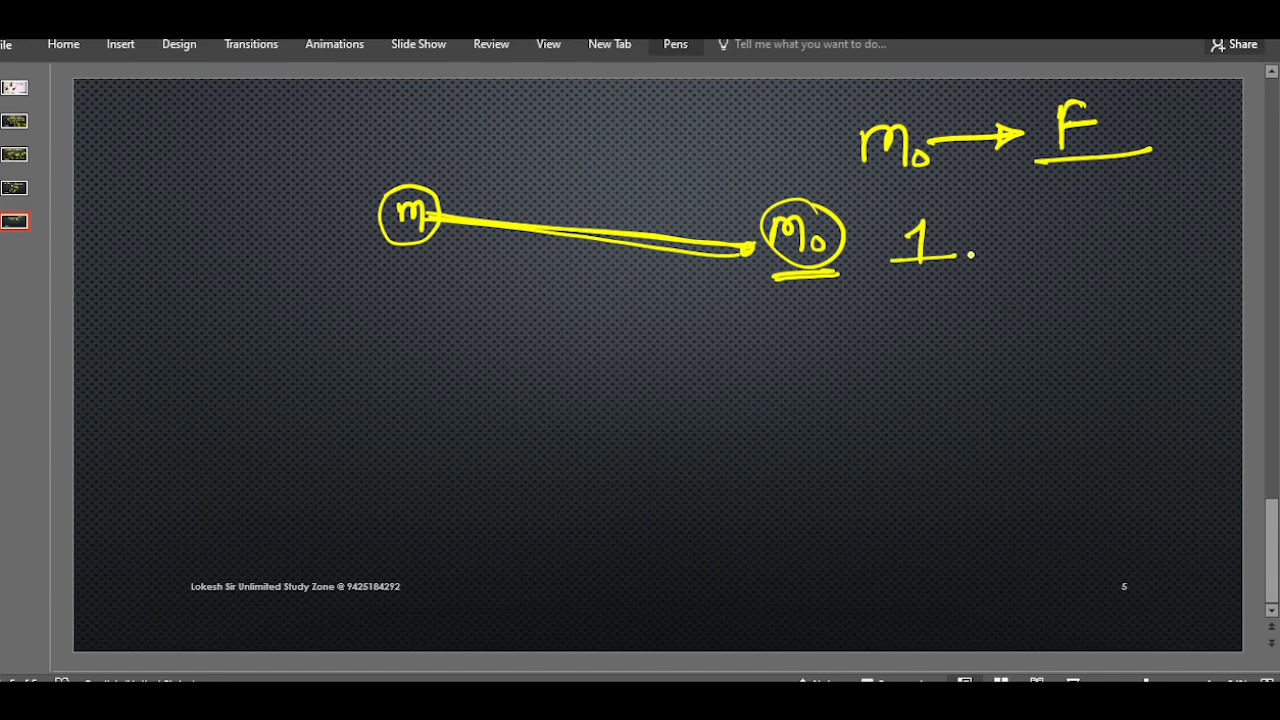 File Home Insert Design Transitions Animations Slide Show Review View New Tab Pens Tell me what you want to do... Share
m₀ → F
m m₀ 1
Lokesh Sir Unlimited Study Zone @ 9425184292 5